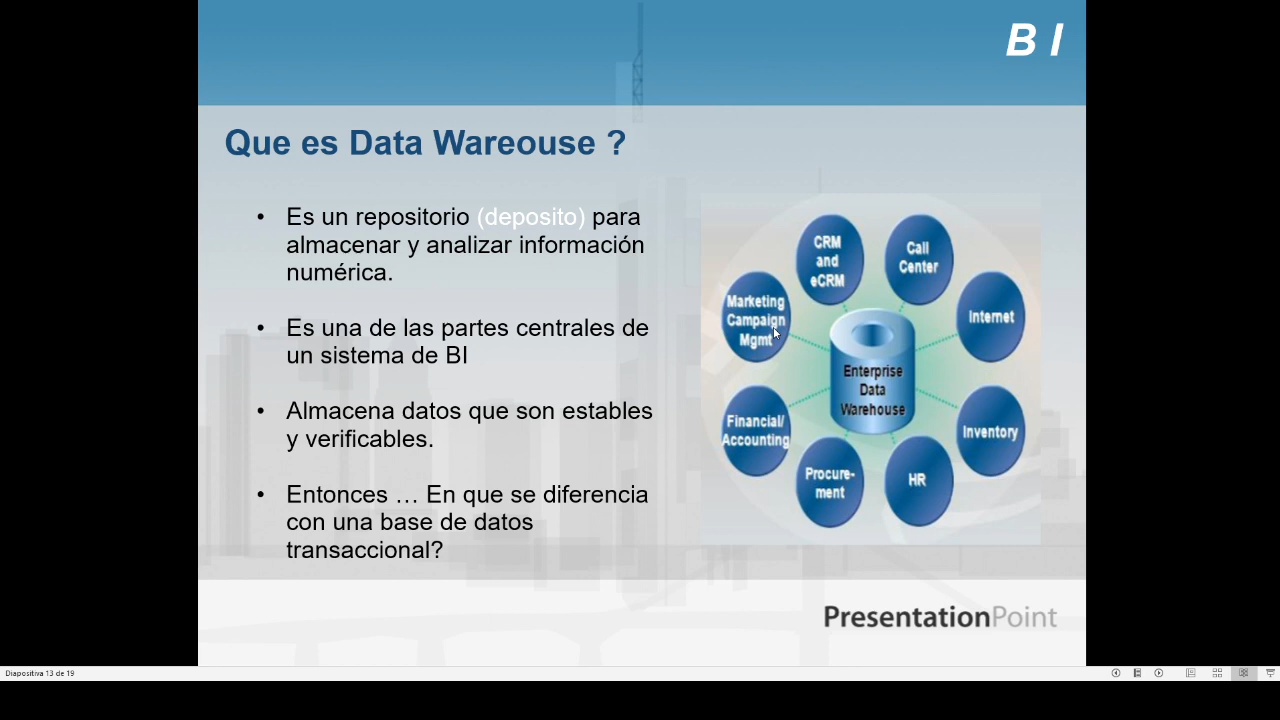 B I
Que es Data Wareouse ?
• Es un repositorio (deposito) para
almacenar y analizar información
numérica.
• Es una de las partes centrales de
un sistema de BI
• Almacena datos que son estables
y verificables.
• Entonces … En que se diferencia
con una base de datos
transaccional?
CRM
and
eCRM
Call
Center
Marketing
Campaign
Mgmt
Internet
Enterprise
Data
Warehouse
Financial/
Accounting
Inventory
Procure-
ment
HR
PresentationPoint
Diapositiva 13 de 19